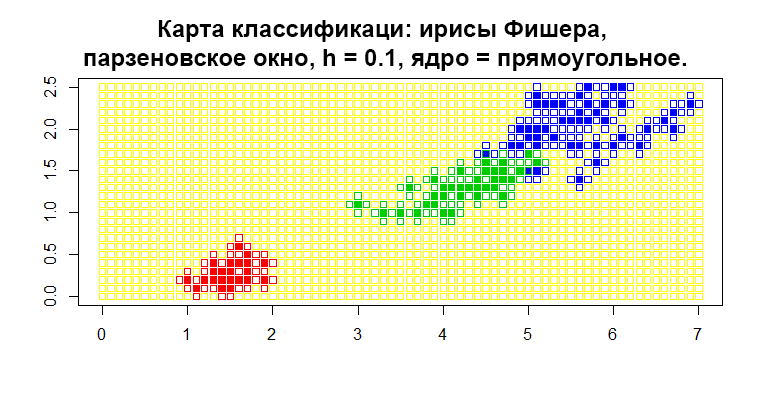 Карта классификаци: ирисы Фишера,
парзеновское окно, h = 0.1, ядро = прямоугольное.
2.5
2.0
1.5
1.0
0.5
0.0
0 1 2 3 4 5 6 7